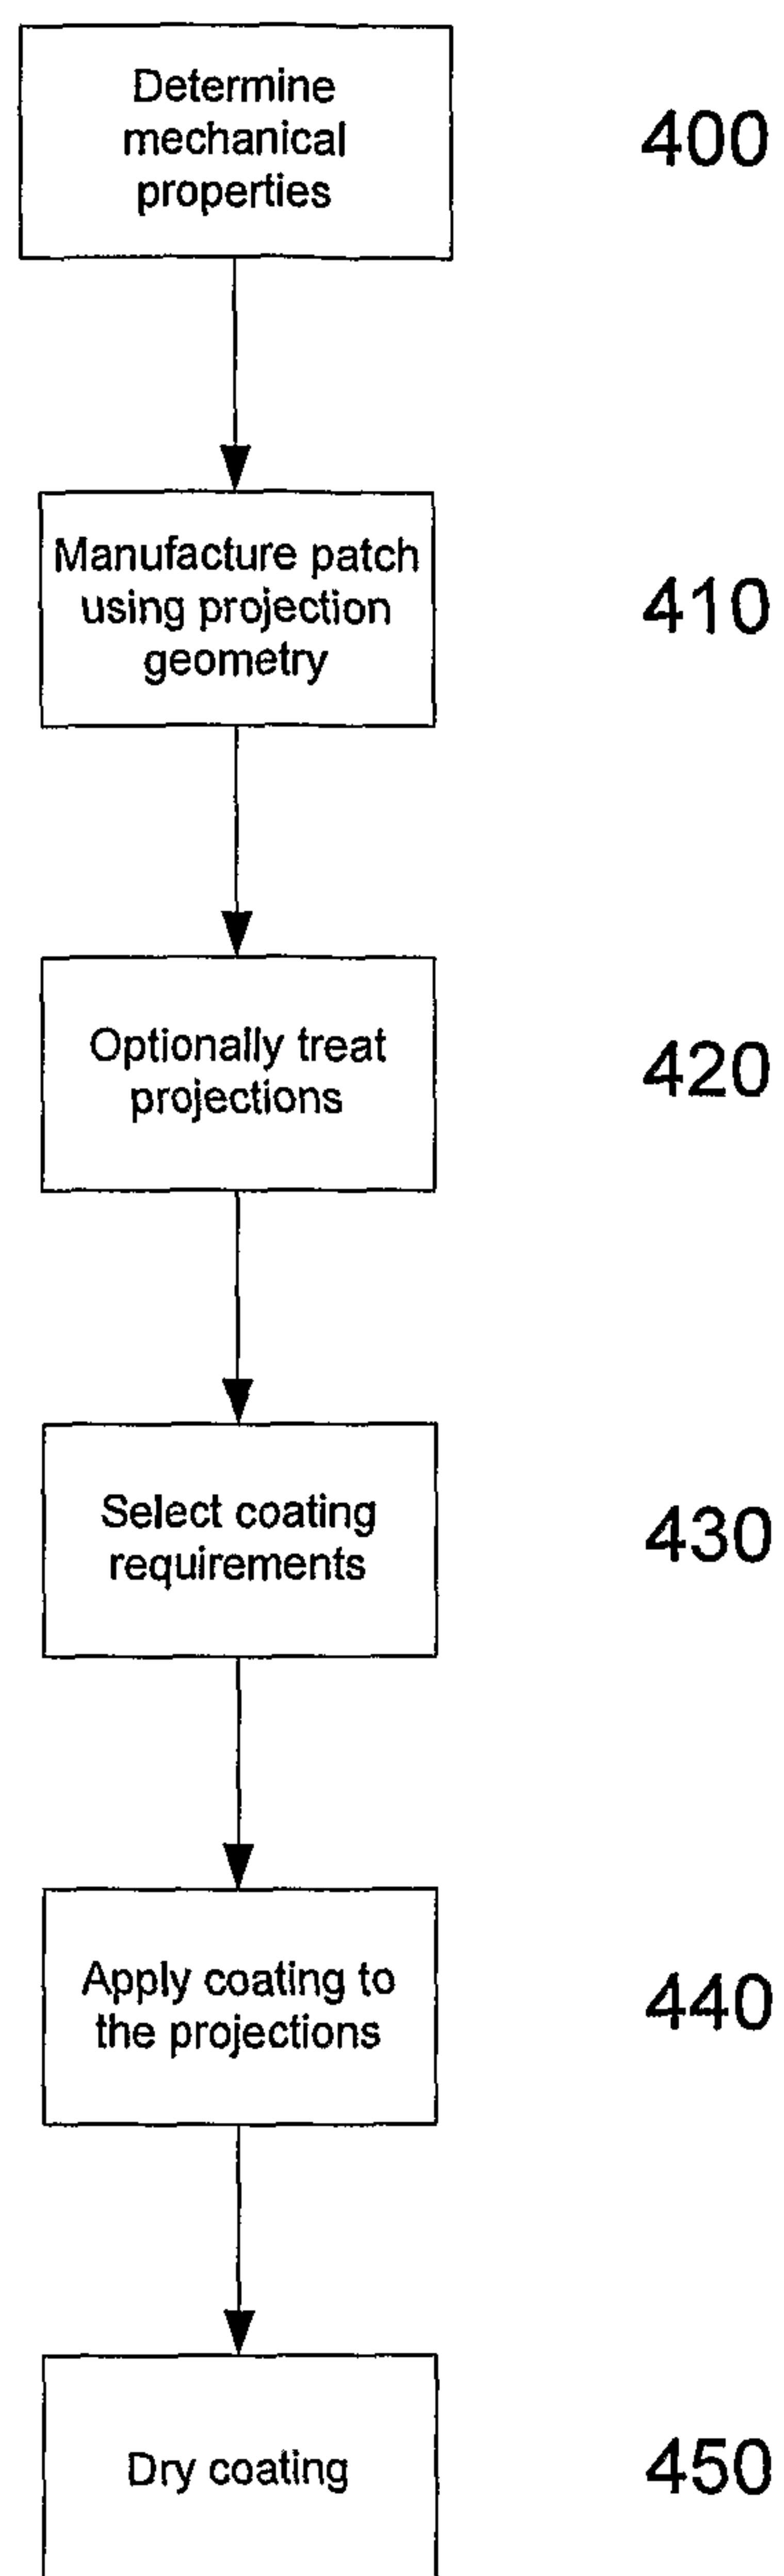 Determine
mechanical
properties
400
Manufacture patch
using projection
geometry
410
Optionally treat
projections
420
Select coating
requirements
430
Apply coating to
the projections
440
Dry coating
450